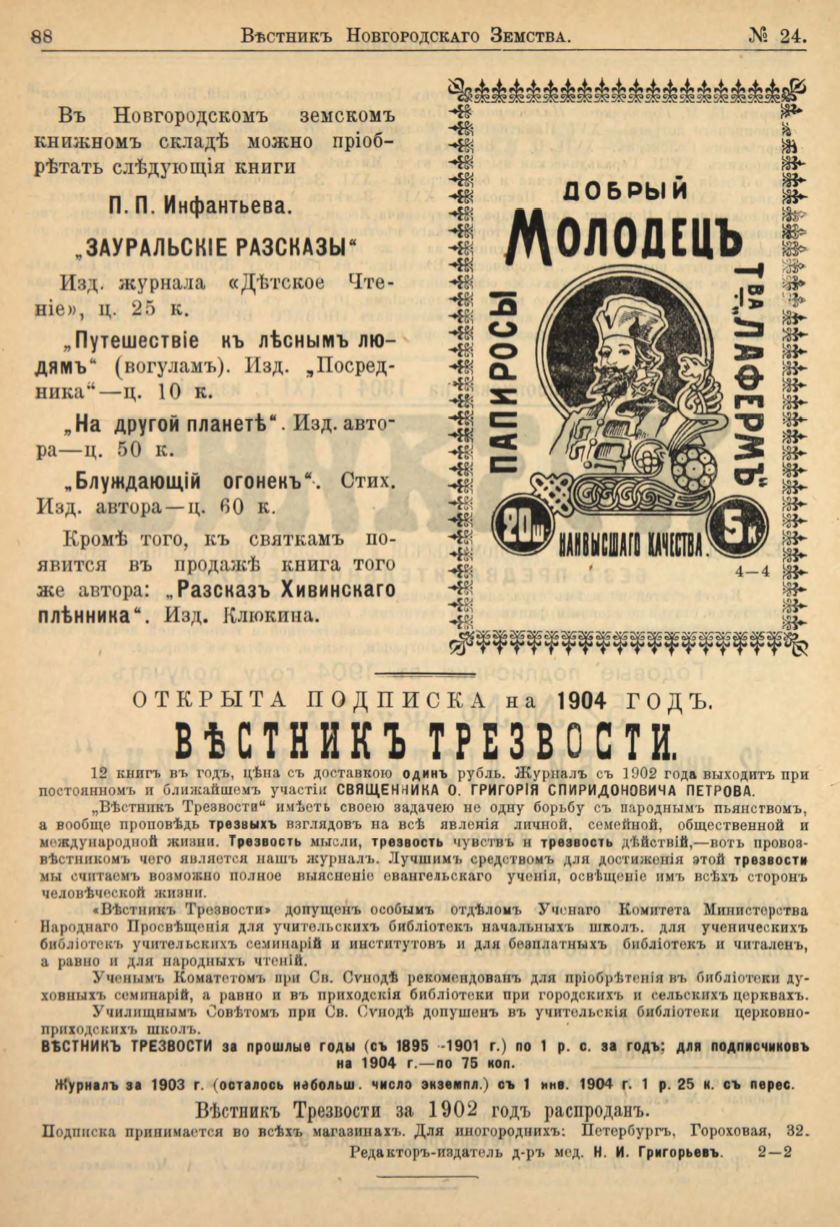 88
Вѣстникъ Новгородскаго Земства.
№ 24.
Въ Новгородскомъ земскомъ
книжномъ складѣ можно пріоб-
рѣтать слѣдующія книги
П. П. Инфантьева.
„ЗАУРАЛЬСКІЕ РАЗСКАЗЫ“
Изд. журнала «Дѣтское Чте-
ніе», ц. 25 к.
„Путешествіе къ лѣснымъ лю-
дямъ“ (вогуламъ). Изд. „Посред-
ника“—ц. 10 к.
„На другой планетѣ“. Изд. авто-
ра—ц. 50 к.
„Блуждающій огонекъ“. Стих.
Изд. автора—ц. 60 к.
Кромѣ того, къ святкамъ по-
явится въ продажѣ книга того
же автора: „Разсказъ Хивинскаго
плѣнника“. Изд. Клюкина.
ДОБРЫЙ
МОЛОДЕЦЪ
ПАПИРОСЫ
Т-ва „ЛАФЕРМЪ“
20 ш.
НАИВЫСШАГО КАЧЕСТВА.
5 к.
4—4
ОТКРЫТА ПОДПИСКА на 1904 ГОДЪ.
ВѢСТНИКЪ ТРЕЗВОСТИ.
12 книгъ въ годъ, цѣна съ доставкою одинъ рубль. Журналъ съ 1902 года выходитъ при
постоянномъ и ближайшемъ участіи СВЯЩЕННИКА О. ГРИГОРІЯ СПИРИДОНОВИЧА ПЕТРОВА.
„Вѣстникъ Трезвости“ имѣетъ своею задачею не одну борьбу съ народнымъ пьянствомъ,
а вообще проповѣдь трезвыхъ взглядовъ на всѣ явленія личной, семейной, общественной и
международной жизни. Трезвость мысли, трезвость чувствъ и трезвость дѣйствій,—вотъ провоз-
вѣстникомъ чего является нашъ журналъ. Лучшимъ средствомъ для достиженія этой трезвости
мы считаемъ возможно полное выясненіе евангельскаго ученія, освѣщеніе имъ всѣхъ сторонъ
человѣческой жизни.
«Вѣстникъ Трезвости» допущенъ особымъ отдѣломъ Ученаго Комитета Министерства
Народнаго Просвѣщенія для учительскихъ библіотекъ начальныхъ школъ. для ученическихъ
библіотекъ учительскихъ семинарій и институтовъ и для безплатныхъ библіотекъ и читаленъ,
а равно и для народныхъ чтеній.
Ученымъ Коматетомъ при Св. Сѵнодѣ рекомендованъ для пріобрѣтенія въ библіотеки ду-
ховныхъ семинарій, а равно и въ приходскія библіотеки при городскихъ и сельскихъ церквахъ.
Училищнымъ Совѣтомъ при Св. Сѵнодѣ допущенъ въ учительскія библіотеки церковно-
приходскихъ школъ.
ВѢСТНИКЪ ТРЕЗВОСТИ за прошлые годы (съ 1895 -1901 г.) по 1 р. с. за годъ; для подписчиковъ
на 1904 г.—по 75 коп.
Журналъ за 1903 г. (осталось небольш. число экземпл.) съ 1 янв. 1904 г. 1 р. 25 к. съ перес.
Вѣстникъ Трезвости за 1902 годъ распроданъ.
Подписка принимается во всѣхъ магазинахъ. Для иногороднихъ: Петербургъ, Гороховая, 32.
Редакторъ-издатель д-ръ мед. Н. И. Григорьевъ. 2—2